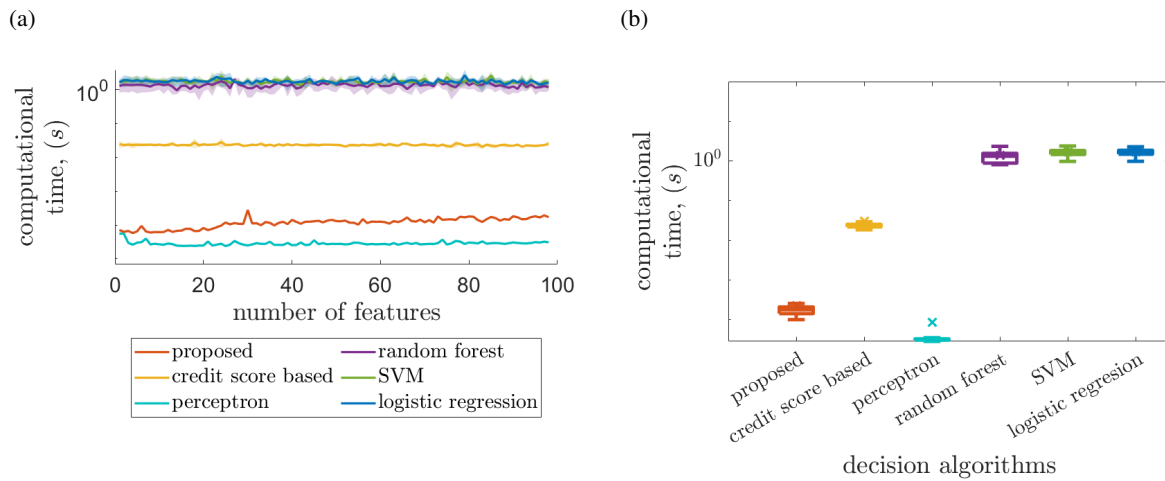 (a)
(b)
computational
time, (s)
10^0
0
20
40
60
80
100
number of features
proposed
random forest
credit score based
SVM
perceptron
logistic regression
computational
time, (s)
10^0
proposed
credit score based
perceptron
random forest
SVM
logistic regresion
decision algorithms